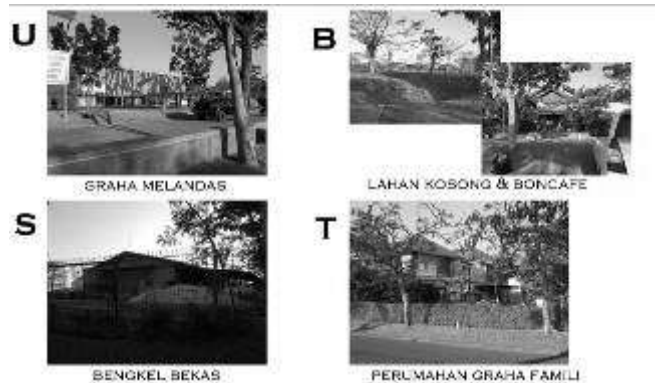 U
B
GRAHA MELANDAS
LAHAN KOSONG & BONCAFE
S
T
BENGKEL BEKAS
PERUMAHAN GRAHA FAMILI